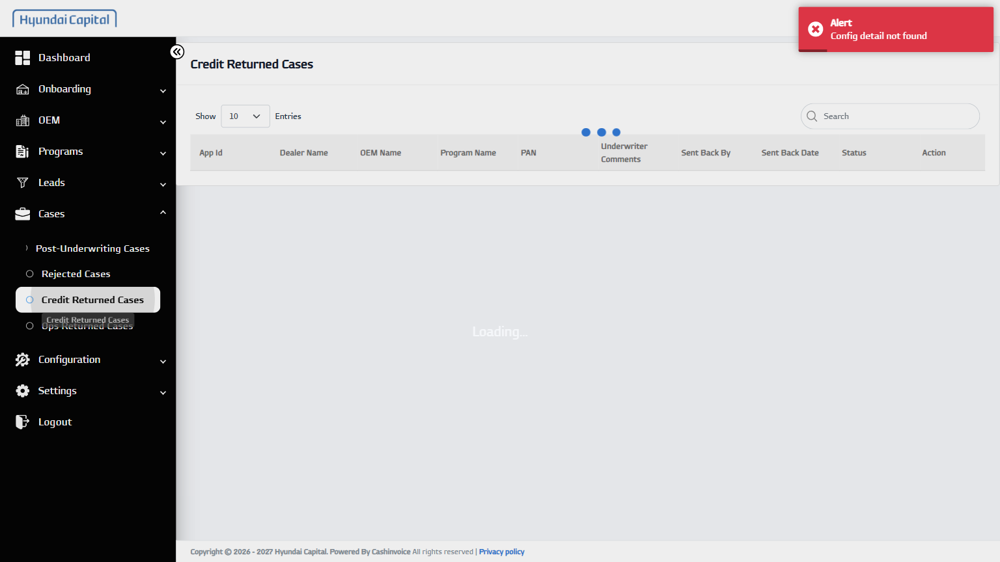 Hyundai Capital
Alert
Config detail not found
Dashboard
Onboarding
OEM
Programs
Leads
Cases
Post-Underwriting Cases
Rejected Cases
Credit Returned Cases
Credit Returned Cases
Ops Returned Cases
Configuration
Settings
Logout
Credit Returned Cases
Show 10 Entries
Search
App Id Dealer Name OEM Name Program Name PAN Underwriter Comments Sent Back By Sent Back Date Status Action
Loading...
Copyright © 2026 - 2027 Hyundai Capital. Powered By Cashinvoice All rights reserved | Privacy policy